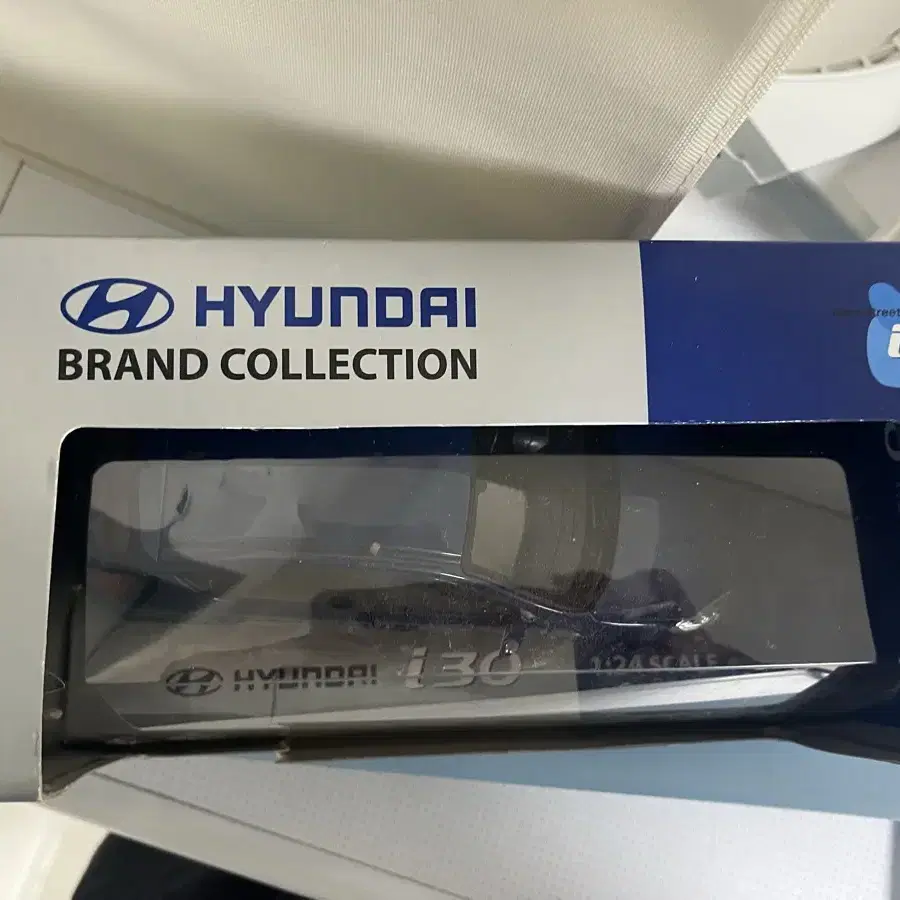 HYUNDAI
BRAND COLLECTION
HYUNDAI i30 1:24 SCALE